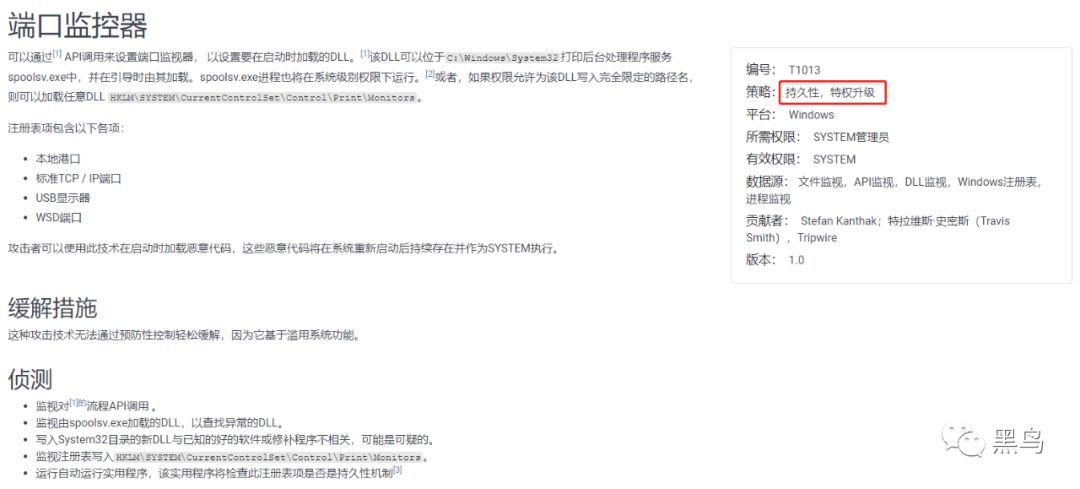 端口监控器
可以通过[1] API调用来设置端口监视器， 以设置要在启动时加载的DLL。[1]该DLL可以位于C:\Windows\System32打印后台处理程序服务
spoolsv.exe中，并在引导时由其加载。spoolsv.exe进程也将在系统级别权限下运行。[2]或者，如果权限允许为该DLL写入完全限定的路径名，
则可以加载任意DLL HKLM\SYSTEM\CurrentControlSet\Control\Print\Monitors。
注册表项包含以下各项：
本地港口
标准TCP / IP端口
USB显示器
WSD端口
攻击者可以使用此技术在启动时加载恶意代码，这些恶意代码将在系统重新启动后持续存在并作为SYSTEM执行。
编号： T1013
策略：持久性，特权升级
平台： Windows
所需权限： SYSTEM管理员
有效权限： SYSTEM
数据源： 文件监视，API监视，DLL监视，Windows注册表，
进程监视
贡献者： Stefan Kanthak；特拉维斯·史密斯（Travis
Smith），Tripwire
版本： 1.0
缓解措施
这种攻击技术无法通过预防性控制轻松缓解，因为它基于滥用系统功能。
侦测
监视对[1]的流程API调用 。
监视由spoolsv.exe加载的DLL，以查找异常的DLL。
写入System32目录的新DLL与已知的好的软件或修补程序不相关，可能是可疑的。
监视注册表写入HKLM\SYSTEM\CurrentControlSet\Control\Print\Monitors。
运行自动运行实用程序，该实用程序将检查此注册表项是否是持久性机制[3]
黑鸟